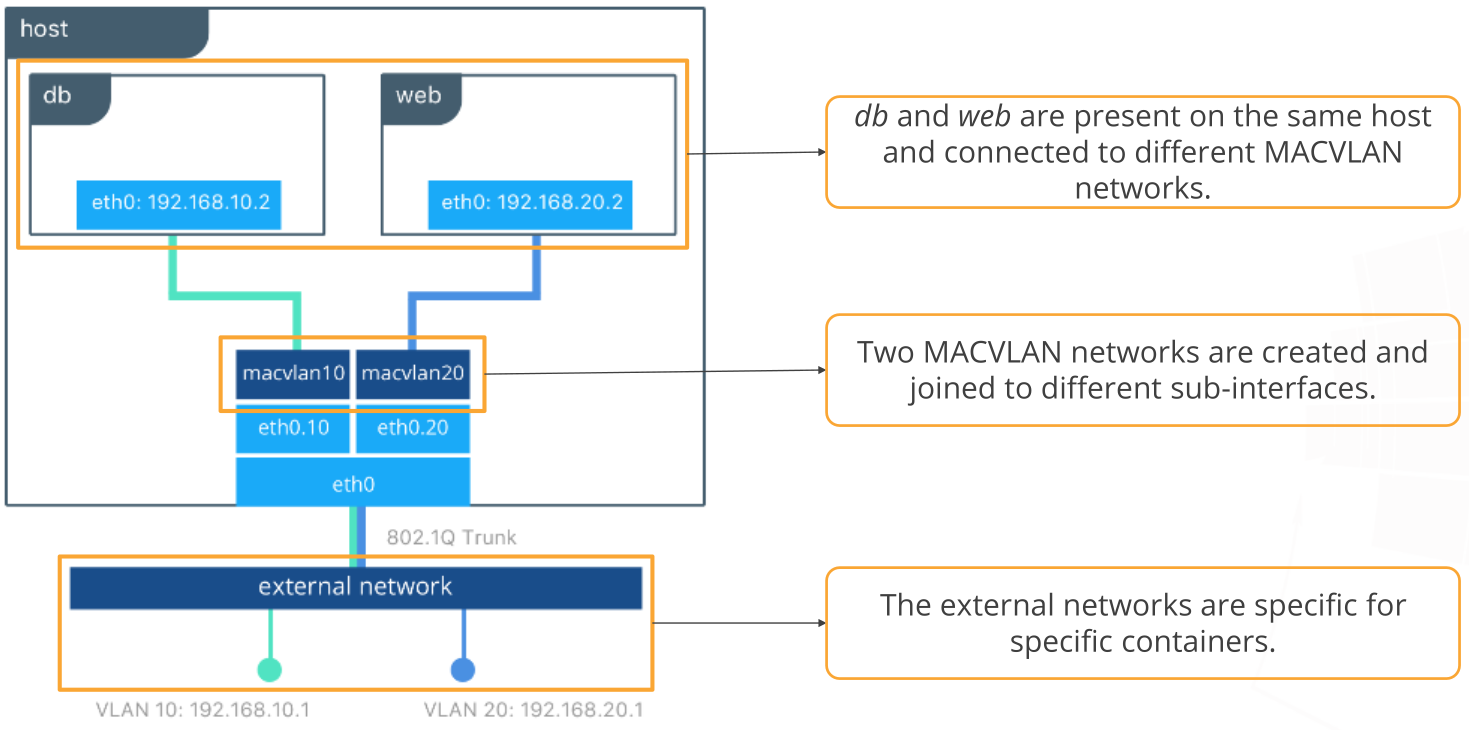 host
db
web
eth0: 192.168.10.2
eth0: 192.168.20.2
db and web are present on the same host
and connected to different MACVLAN
networks.
macvlan10
macvlan20
Two MACVLAN networks are created and
joined to different sub-interfaces.
eth0.10
eth0.20
eth0
802.1Q Trunk
external network
The external networks are specific for
specific containers.
VLAN 10: 192.168.10.1
VLAN 20: 192.168.20.1